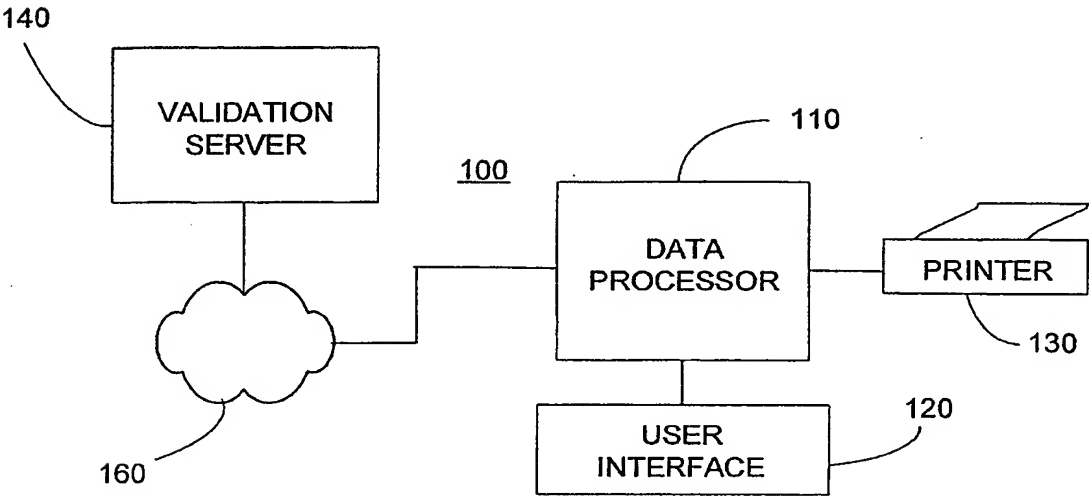 140
VALIDATION
SERVER
110
100
DATA
PROCESSOR
PRINTER
130
120
USER
INTERFACE
160